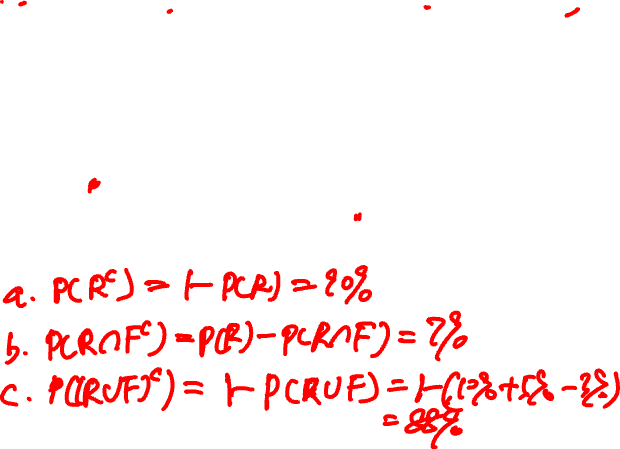 a. P(R^c) = 1 - P(R) = 90%
b. P(R∩F^c) = P(R) - P(R∩F) = 7%
c. P((R∪F)^c) = 1 - P(R∪F) = 1 - (10% + 5% - 3%)
= 88%